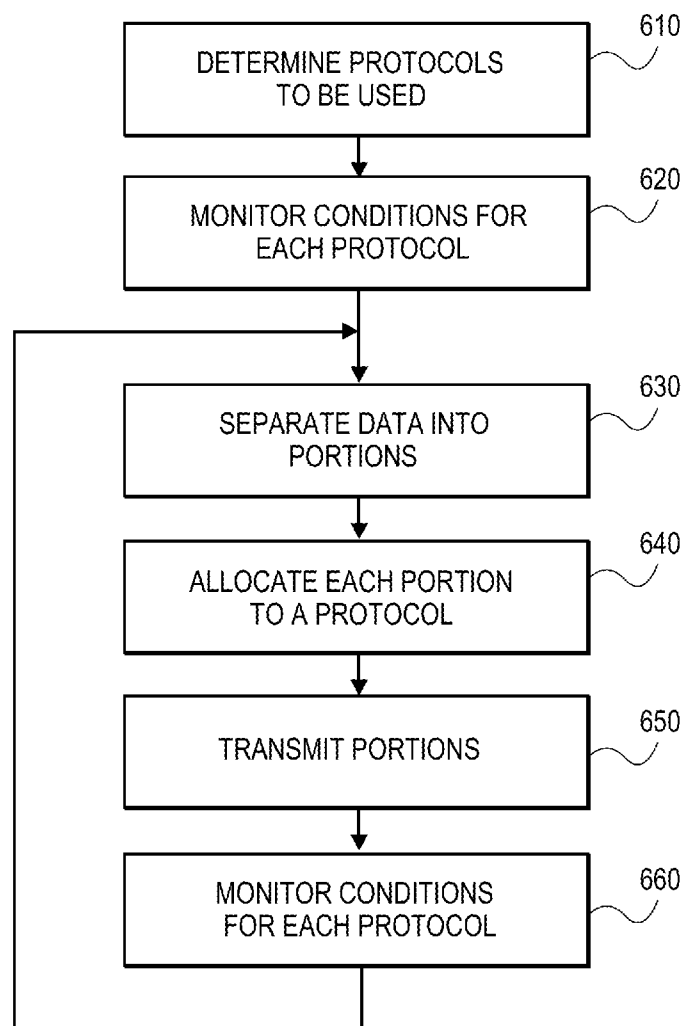 610
DETERMINE PROTOCOLS
TO BE USED
620
MONITOR CONDITIONS FOR
EACH PROTOCOL
630
SEPARATE DATA INTO
PORTIONS
640
ALLOCATE EACH PORTION
TO A PROTOCOL
650
TRANSMIT PORTIONS
660
MONITOR CONDITIONS
FOR EACH PROTOCOL